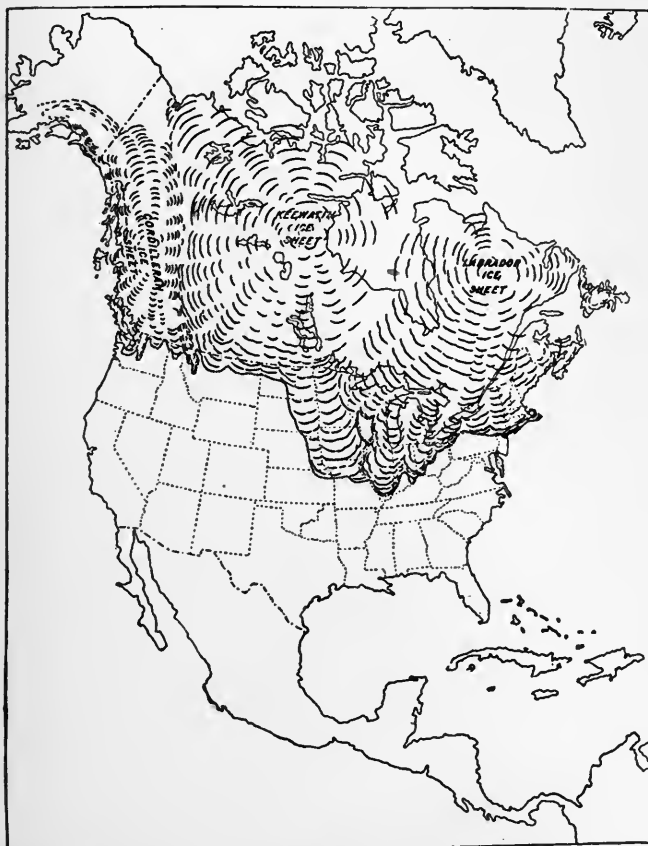 CORDILLERAN
ICE
SHEET
KEEWATIN
ICE
SHEET
LABRADOR
ICE
SHEET